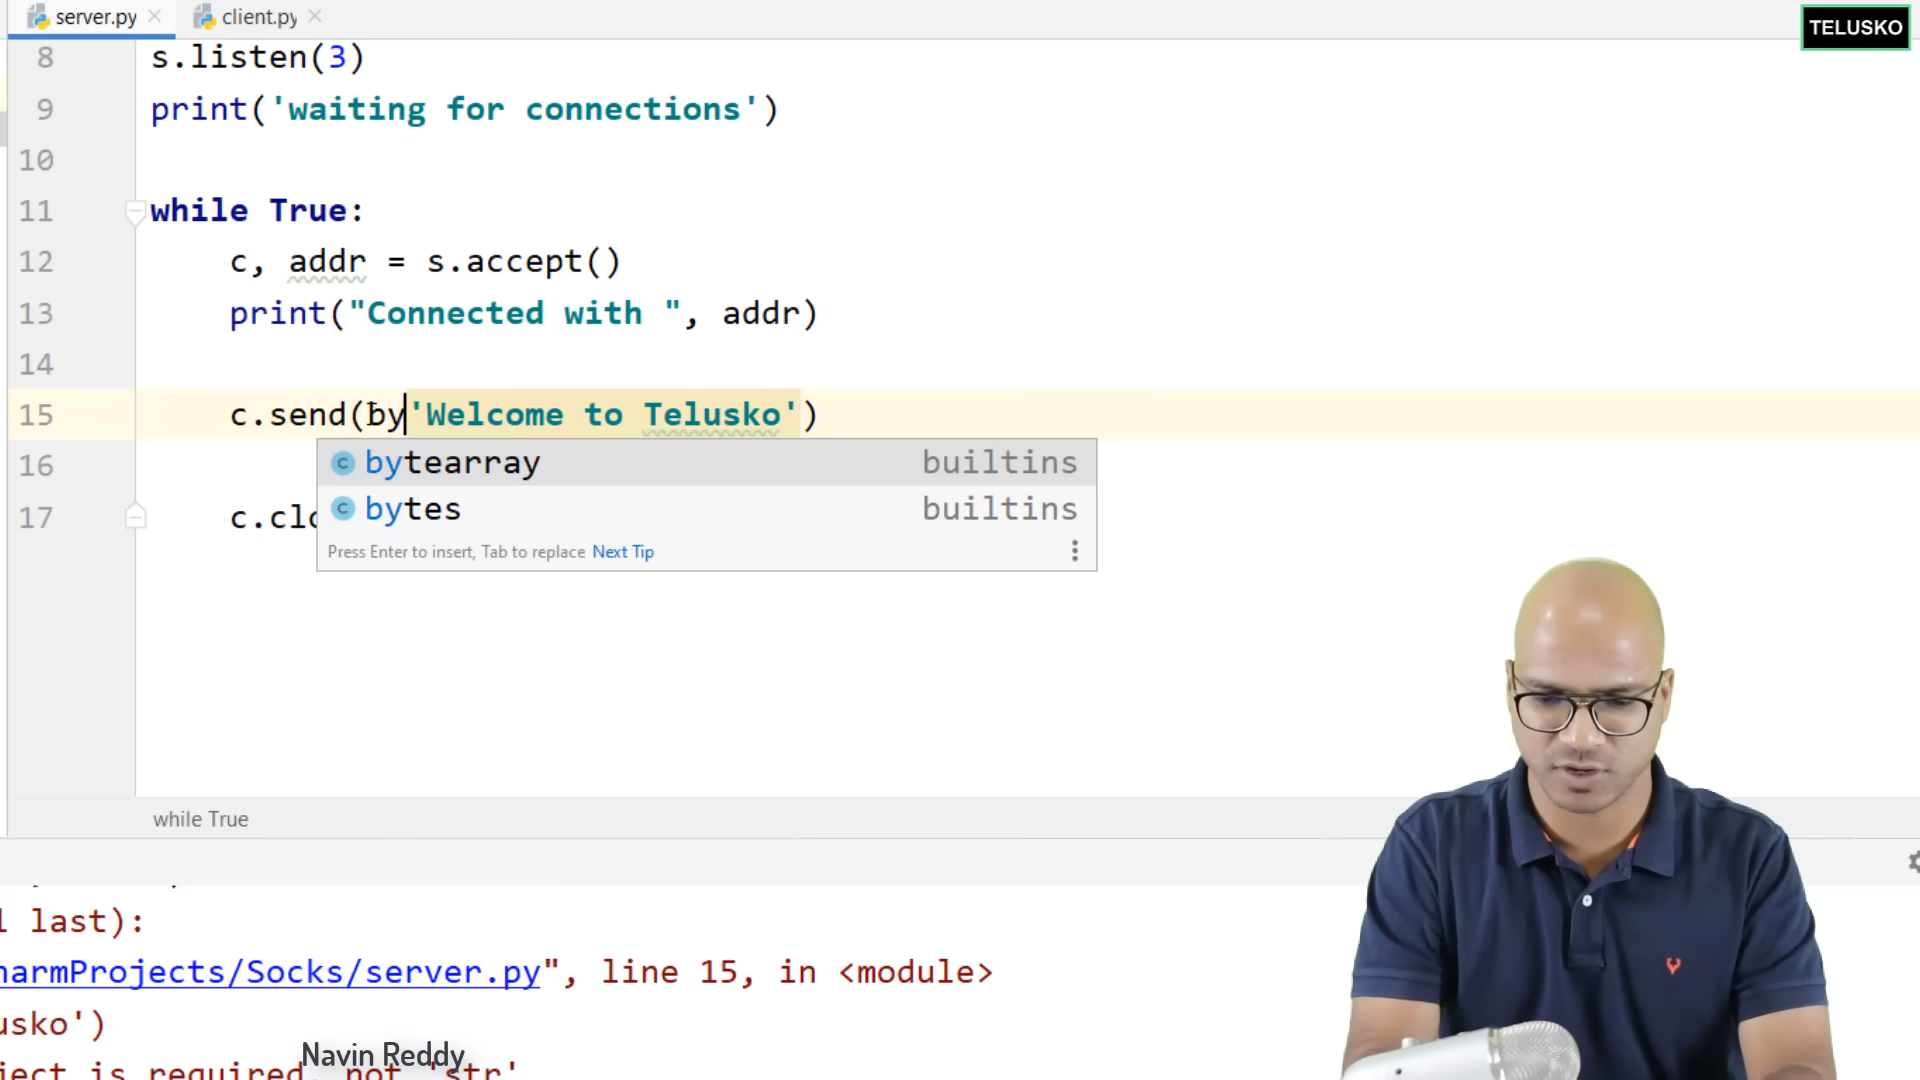 server.py
client.py
TELUSKO
8 s.listen(3)
9 print('waiting for connections')
10
11 while True:
12 c, addr = s.accept()
13 print("Connected with ", addr)
14
15 c.send(by'Welcome to Telusko')
bytearray builtins
16
bytes builtins
17 c.clo
Press Enter to insert, Tab to replace Next Tip
while True
l last):
harmProjects/Socks/server.py", line 15, in <module>
usko')
Navin Reddy
ject is required, not 'str'